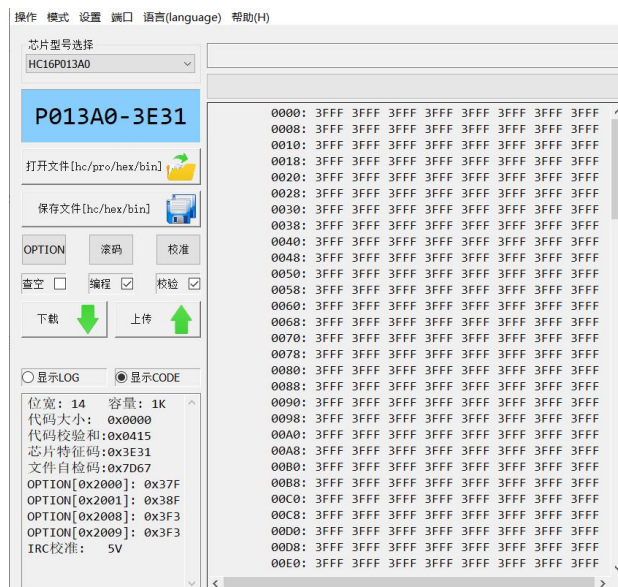 操作 模式 设置 端口 语言(language) 帮助(H)
芯片型号选择
HC16P013A0
P013A0-3E31
打开文件[hc/pro/hex/bin]
保存文件[hc/hex/bin]
OPTION 滚码 校准
查空 编程 校验
下载 上传
显示LOG 显示CODE
位宽: 14 容量: 1K
代码大小: 0x0000
代码校验和:0x0415
芯片特征码:0x3E31
文件自检码:0x7D67
OPTION[0x2000]: 0x37F
OPTION[0x2001]: 0x38F
OPTION[0x2008]: 0x3F3
OPTION[0x2009]: 0x3F3
IRC校准: 5V
0000: 3FFF 3FFF 3FFF 3FFF 3FFF 3FFF 3FFF 3FFF
0008: 3FFF 3FFF 3FFF 3FFF 3FFF 3FFF 3FFF 3FFF
0010: 3FFF 3FFF 3FFF 3FFF 3FFF 3FFF 3FFF 3FFF
0018: 3FFF 3FFF 3FFF 3FFF 3FFF 3FFF 3FFF 3FFF
0020: 3FFF 3FFF 3FFF 3FFF 3FFF 3FFF 3FFF 3FFF
0028: 3FFF 3FFF 3FFF 3FFF 3FFF 3FFF 3FFF 3FFF
0030: 3FFF 3FFF 3FFF 3FFF 3FFF 3FFF 3FFF 3FFF
0038: 3FFF 3FFF 3FFF 3FFF 3FFF 3FFF 3FFF 3FFF
0040: 3FFF 3FFF 3FFF 3FFF 3FFF 3FFF 3FFF 3FFF
0048: 3FFF 3FFF 3FFF 3FFF 3FFF 3FFF 3FFF 3FFF
0050: 3FFF 3FFF 3FFF 3FFF 3FFF 3FFF 3FFF 3FFF
0058: 3FFF 3FFF 3FFF 3FFF 3FFF 3FFF 3FFF 3FFF
0060: 3FFF 3FFF 3FFF 3FFF 3FFF 3FFF 3FFF 3FFF
0068: 3FFF 3FFF 3FFF 3FFF 3FFF 3FFF 3FFF 3FFF
0070: 3FFF 3FFF 3FFF 3FFF 3FFF 3FFF 3FFF 3FFF
0078: 3FFF 3FFF 3FFF 3FFF 3FFF 3FFF 3FFF 3FFF
0080: 3FFF 3FFF 3FFF 3FFF 3FFF 3FFF 3FFF 3FFF
0088: 3FFF 3FFF 3FFF 3FFF 3FFF 3FFF 3FFF 3FFF
0090: 3FFF 3FFF 3FFF 3FFF 3FFF 3FFF 3FFF 3FFF
0098: 3FFF 3FFF 3FFF 3FFF 3FFF 3FFF 3FFF 3FFF
00A0: 3FFF 3FFF 3FFF 3FFF 3FFF 3FFF 3FFF 3FFF
00A8: 3FFF 3FFF 3FFF 3FFF 3FFF 3FFF 3FFF 3FFF
00B0: 3FFF 3FFF 3FFF 3FFF 3FFF 3FFF 3FFF 3FFF
00B8: 3FFF 3FFF 3FFF 3FFF 3FFF 3FFF 3FFF 3FFF
00C0: 3FFF 3FFF 3FFF 3FFF 3FFF 3FFF 3FFF 3FFF
00C8: 3FFF 3FFF 3FFF 3FFF 3FFF 3FFF 3FFF 3FFF
00D0: 3FFF 3FFF 3FFF 3FFF 3FFF 3FFF 3FFF 3FFF
00D8: 3FFF 3FFF 3FFF 3FFF 3FFF 3FFF 3FFF 3FFF
00E0: 3FFF 3FFF 3FFF 3FFF 3FFF 3FFF 3FFF 3FFF